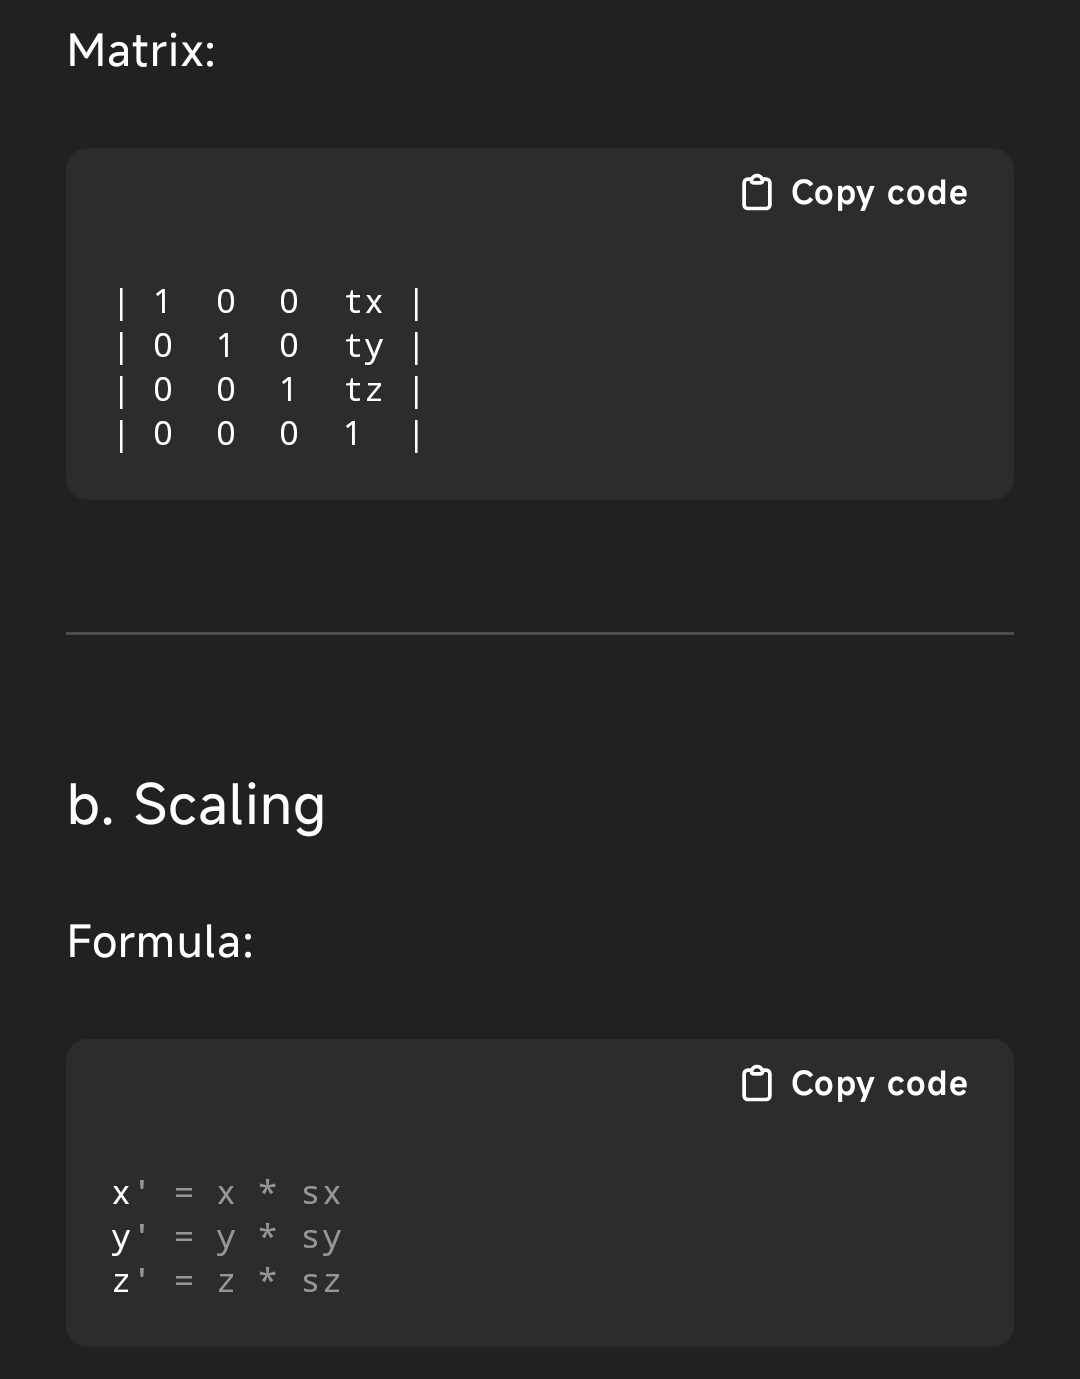 Matrix:
Copy code
| 1  0  0  tx |
| 0  1  0  ty |
| 0  0  1  tz |
| 0  0  0  1  |
b. Scaling
Formula:
Copy code
x' = x * sx
y' = y * sy
z' = z * sz